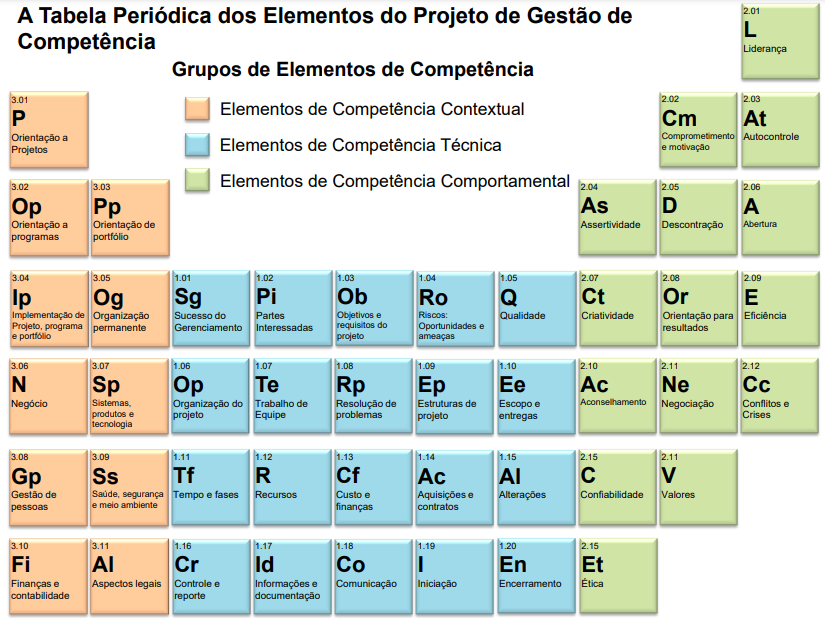 A Tabela Periódica dos Elementos do Projeto de Gestão de
Competência
Grupos de Elementos de Competência
Elementos de Competência Contextual
Elementos de Competência Técnica
Elementos de Competência Comportamental
2.01
L
Liderança
3.01
P
Orientação a
Projetos
2.02
Cm
Comprometimento
e motivação
2.03
At
Autocontrole
3.02
Op
Orientação a
programas
3.03
Pp
Orientação de
portfólio
2.04
As
Assertividade
2.05
D
Descontração
2.06
A
Abertura
3.04
Ip
Implementação de
Projeto, programa
e portfólio
3.05
Og
Organização
permanente
1.01
Sg
Sucesso do
Gerenciamento
1.02
Pi
Partes
Interessadas
1.03
Ob
Objetivos e
requisitos do
projeto
1.04
Ro
Riscos:
Oportunidades e
ameaças
1.05
Q
Qualidade
2.07
Ct
Criatividade
2.08
Or
Orientação para
resultados
2.09
E
Eficiência
3.06
N
Negócio
3.07
Sp
Sistemas,
produtos e
tecnologia
1.06
Op
Organização do
projeto
1.07
Te
Trabalho de
Equipe
1.08
Rp
Resolução de
problemas
1.09
Ep
Estruturas de
projeto
1.10
Ee
Escopo e
entregas
2.10
Ac
Aconselhamento
2.11
Ne
Negociação
2.12
Cc
Conflitos e
Crises
3.08
Gp
Gestão de
pessoas
3.09
Ss
Saúde, segurança
e meio ambiente
1.11
Tf
Tempo e fases
1.12
R
Recursos
1.13
Cf
Custo e
finanças
1.14
Ac
Aquisições e
contratos
1.15
Al
Alterações
2.15
C
Confiabilidade
2.11
V
Valores
3.10
Fi
Finanças e
contabilidade
3.11
Al
Aspectos legais
1.16
Cr
Controle e
reporte
1.17
Id
Informações e
documentação
1.18
Co
Comunicação
1.19
I
Iniciação
1.20
En
Encerramento
2.15
Et
Ética